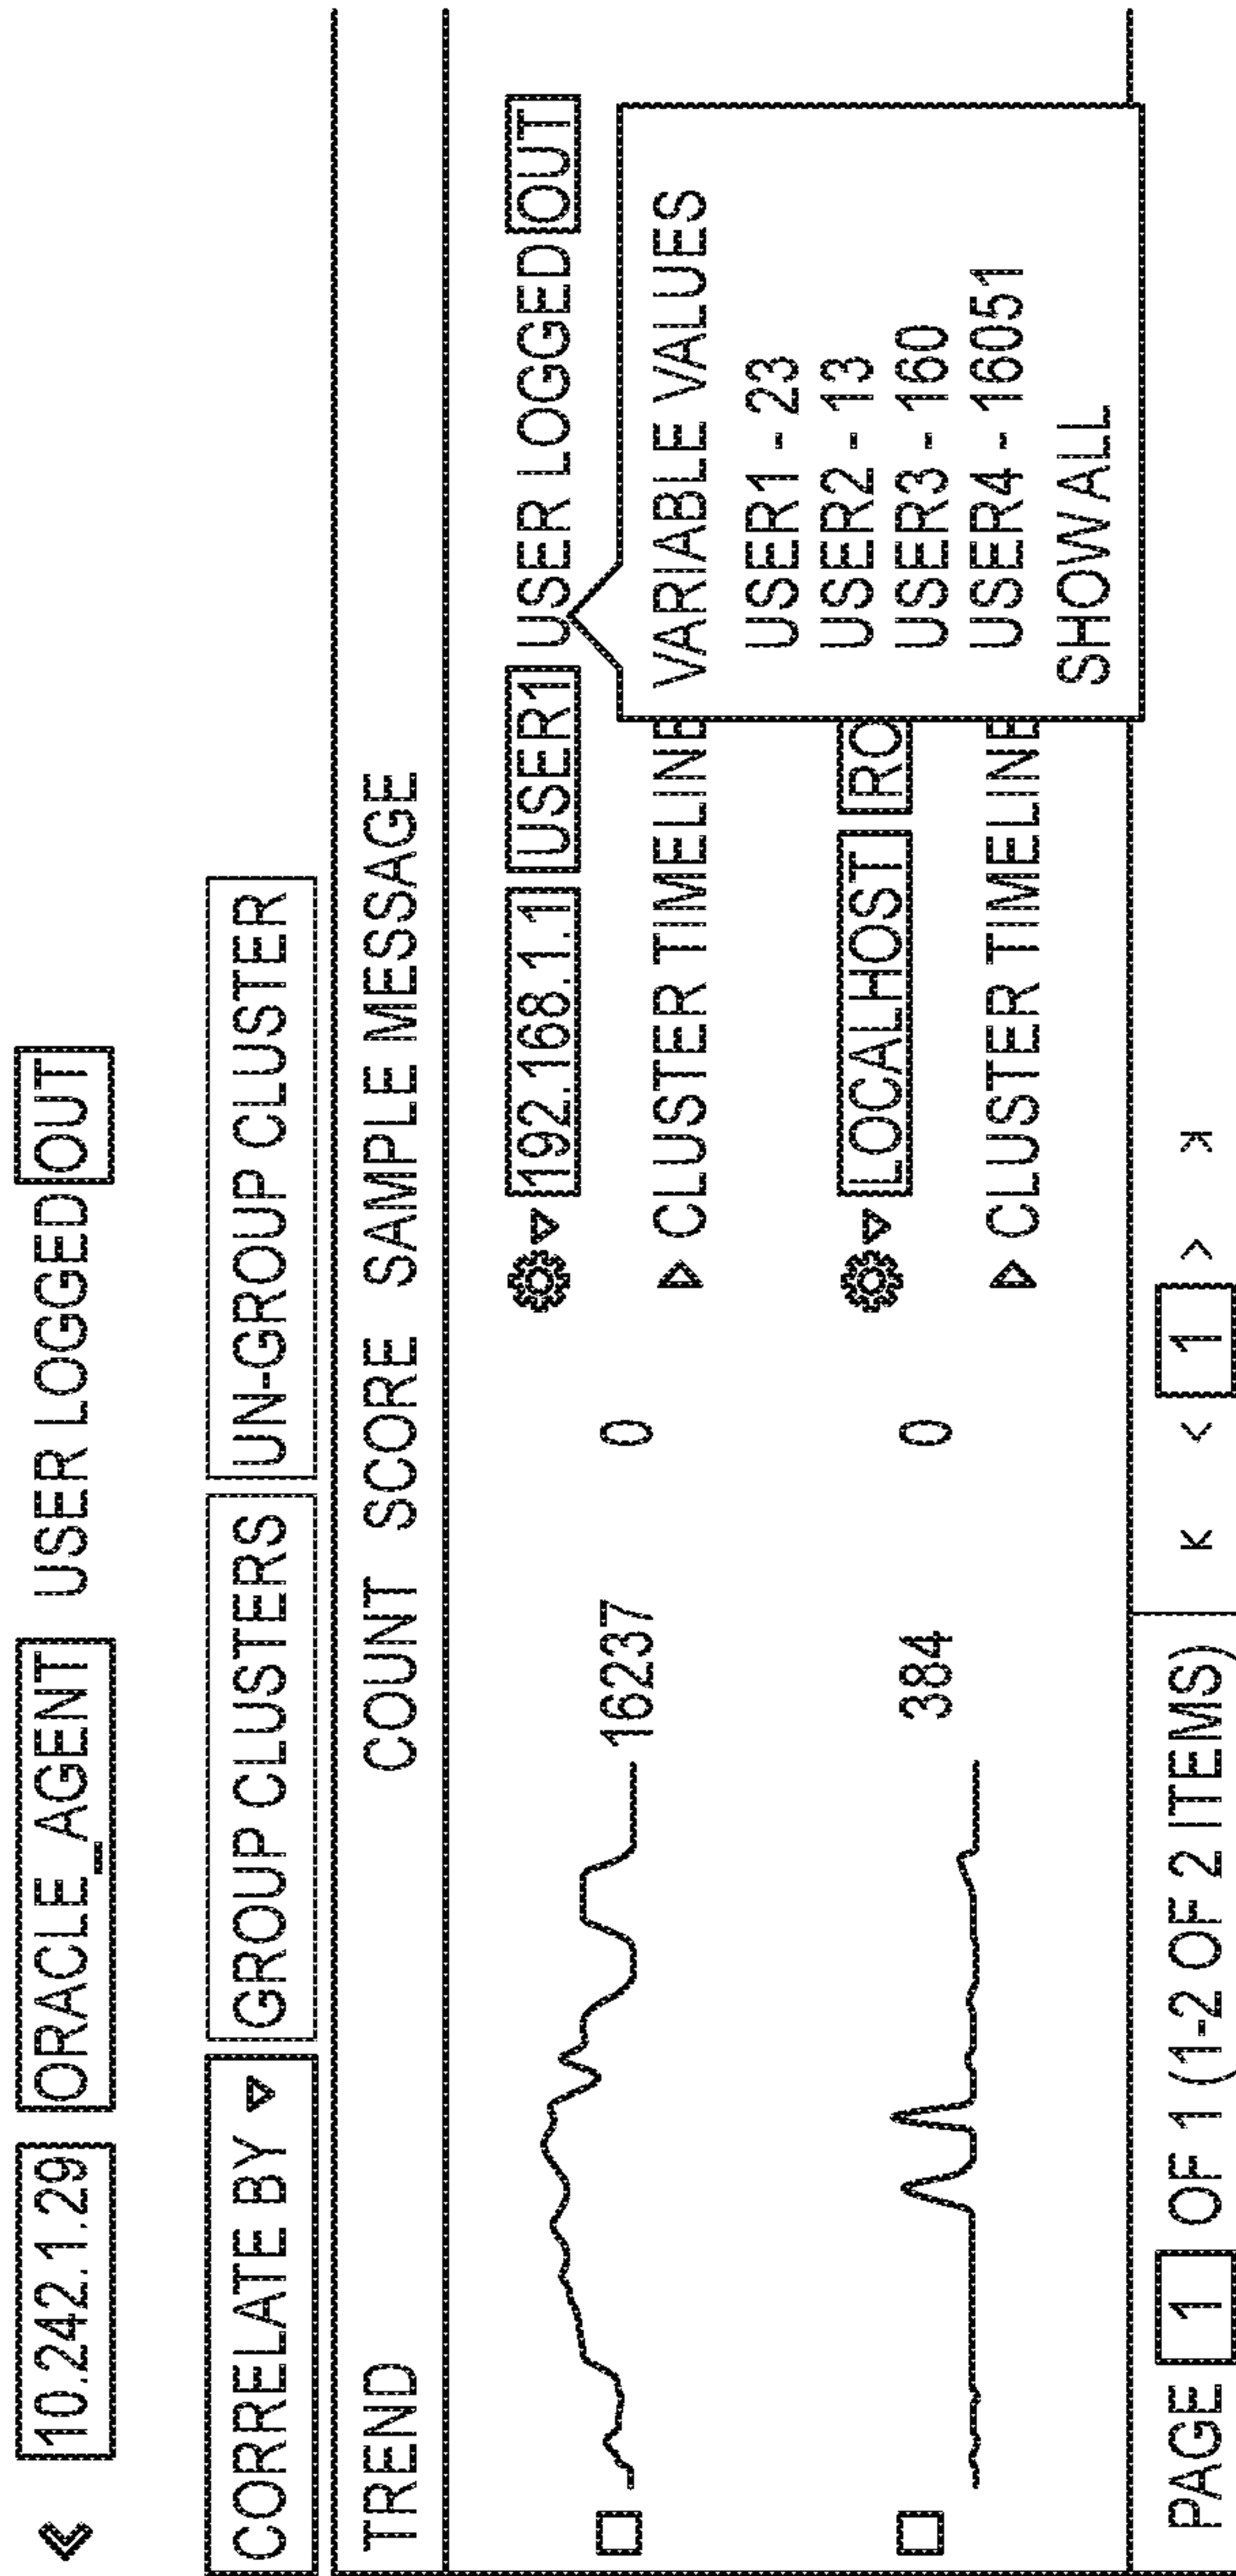 « 10.242.1.29 ORACLE_AGENT USER LOGGED OUT
CORRELATE BY GROUP CLUSTERS UN-GROUP CLUSTER
TREND COUNT SCORE SAMPLE MESSAGE
16237 0 192.168.1.1 USER1 USER LOGGED OUT
CLUSTER TIMELINE
VARIABLE VALUES
USER1 - 23
USER2 - 13
USER3 - 160
USER4 - 16051
SHOW ALL
384 0 LOCALHOST RO
CLUSTER TIMELINE
PAGE 1 OF 1 (1-2 OF 2 ITEMS) K < 1 > >|